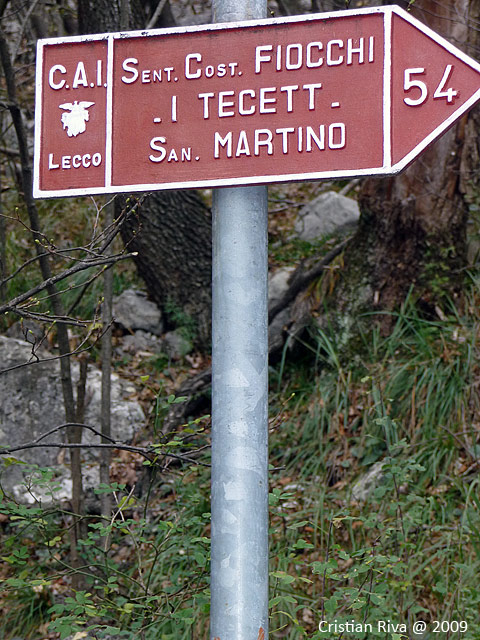 C.A.I.
LECCO
SENT. COST. FIOCCHI
- I TECETT -
SAN. MARTINO
54
Cristian Riva @ 2009